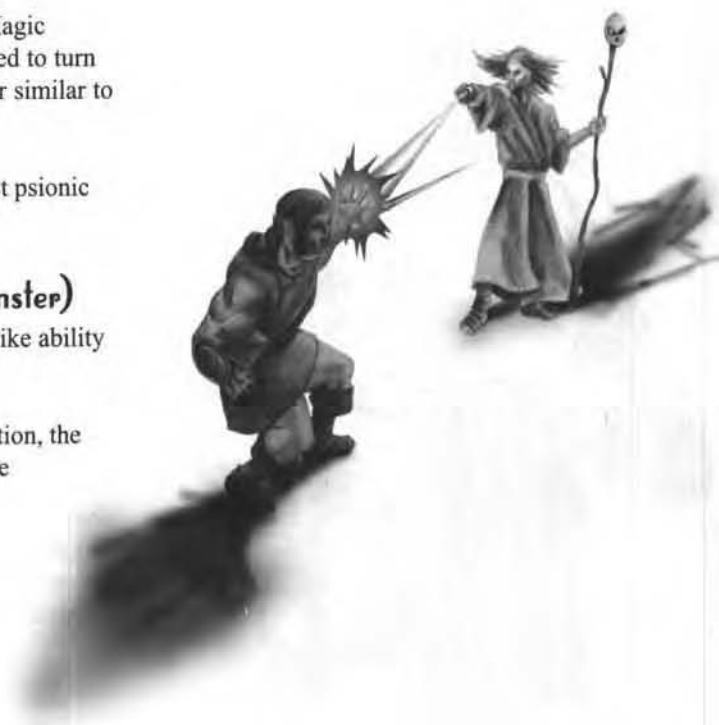 Magic
ed to turn
r similar to
t psionic
nster)
ike ability
tion, the
e